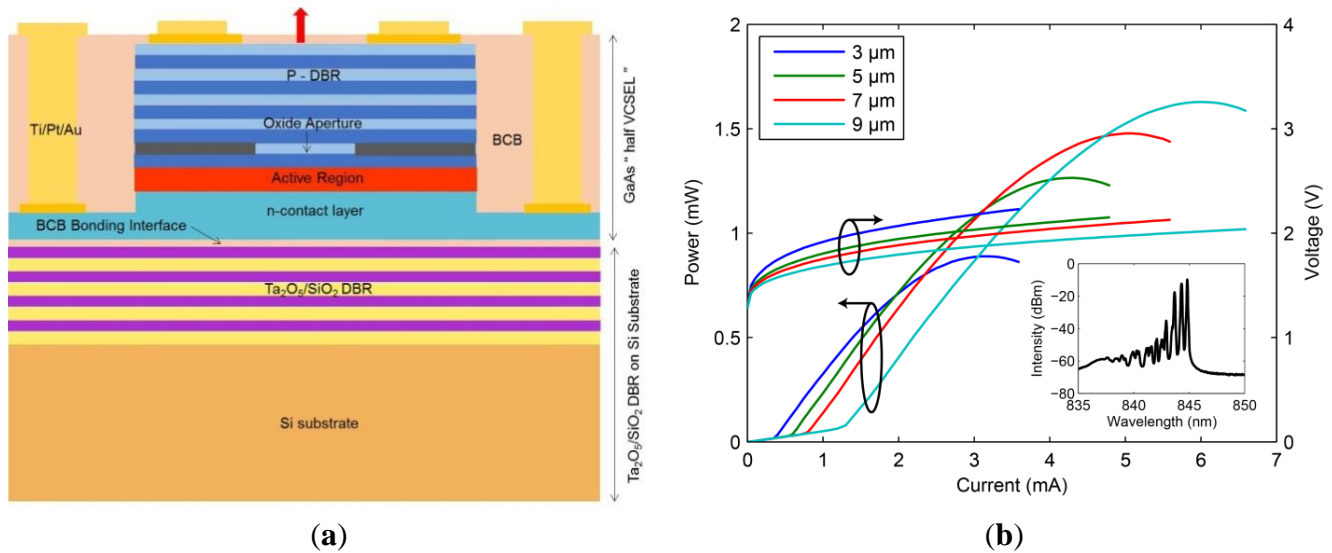 P - DBR
Oxide Aperture
Ti/Pt/Au
BCB
Active Region
n-contact layer
BCB Bonding Interface
Ta2O5/SiO2 DBR
Si substrate
GaAs " half VCSEL "
Ta2O5/SiO2 DBR on Si Substrate
(a)
2
1.5
1
0.5
0
Power (mW)
3 µm
5 µm
7 µm
9 µm
4
3
2
1
0
Voltage (V)
0 1 2 3 4 5 6 7
Current (mA)
0
−20
−40
−60
−80
Intensity (dBm)
835 840 845 850
Wavelength (nm)
(b)